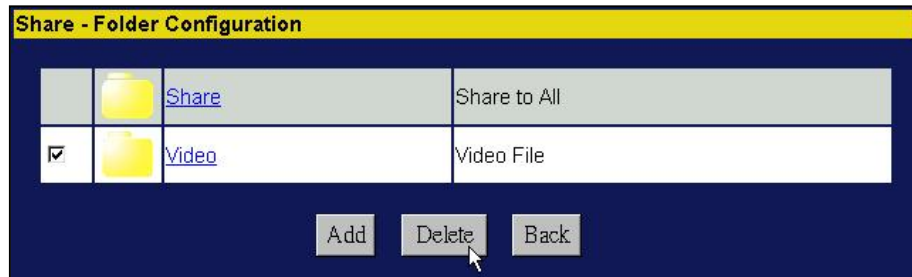 Share - Folder Configuration
Share Share to All
Video Video File
Add Delete Back